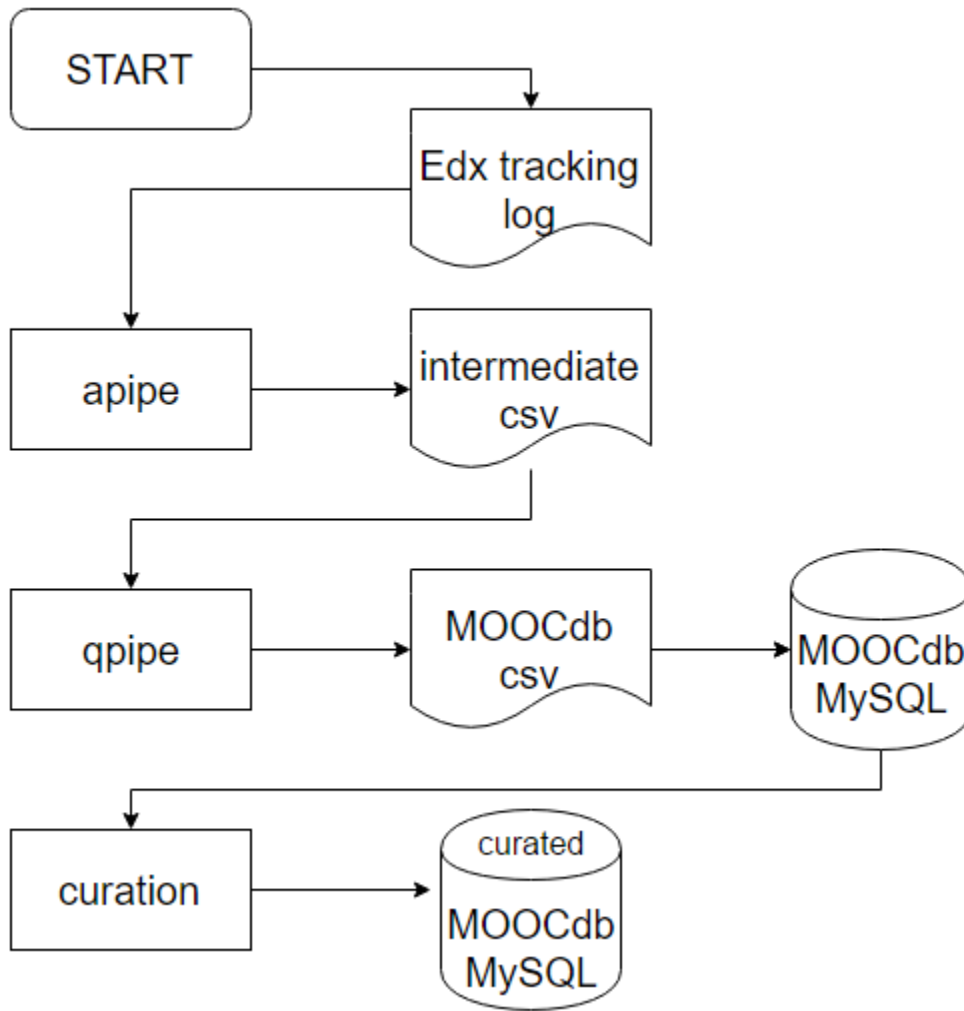 START
Edx tracking
log
apipe
intermediate
csv
qpipe
MOOCdb
csv
MOOCdb
MySQL
curation
curated
MOOCdb
MySQL